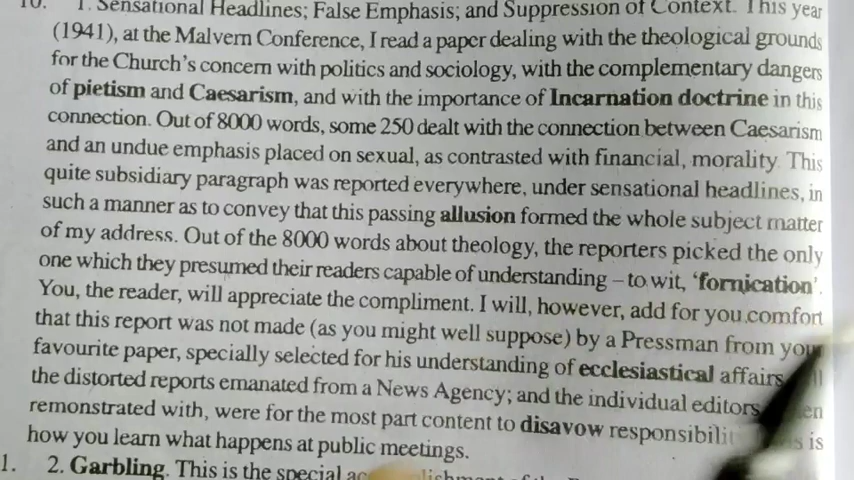 10. 1. Sensational Headlines; False Emphasis; and Suppression of Context. This year
(1941), at the Malvern Conference, I read a paper dealing with the theological grounds
for the Church's concern with politics and sociology, with the complementary dangers
of pietism and Caesarism, and with the importance of Incarnation doctrine in this
connection. Out of 8000 words, some 250 dealt with the connection between Caesarism
and an undue emphasis placed on sexual, as contrasted with financial, morality. This
quite subsidiary paragraph was reported everywhere, under sensational headlines, in
such a manner as to convey that this passing allusion formed the whole subject matter
of my address. Out of the 8000 words about theology, the reporters picked the only
one which they presumed their readers capable of understanding – to wit, 'fornication'.
You, the reader, will appreciate the compliment. I will, however, add for you comfort
that this report was not made (as you might well suppose) by a Pressman from your
favourite paper, specially selected for his understanding of ecclesiastical affairs
the distorted reports emanated from a News Agency; and the individual editors
remonstrated with, were for the most part content to disavow is
how you learn what happens at public meetings.
1. 2. Garbling. This is the special